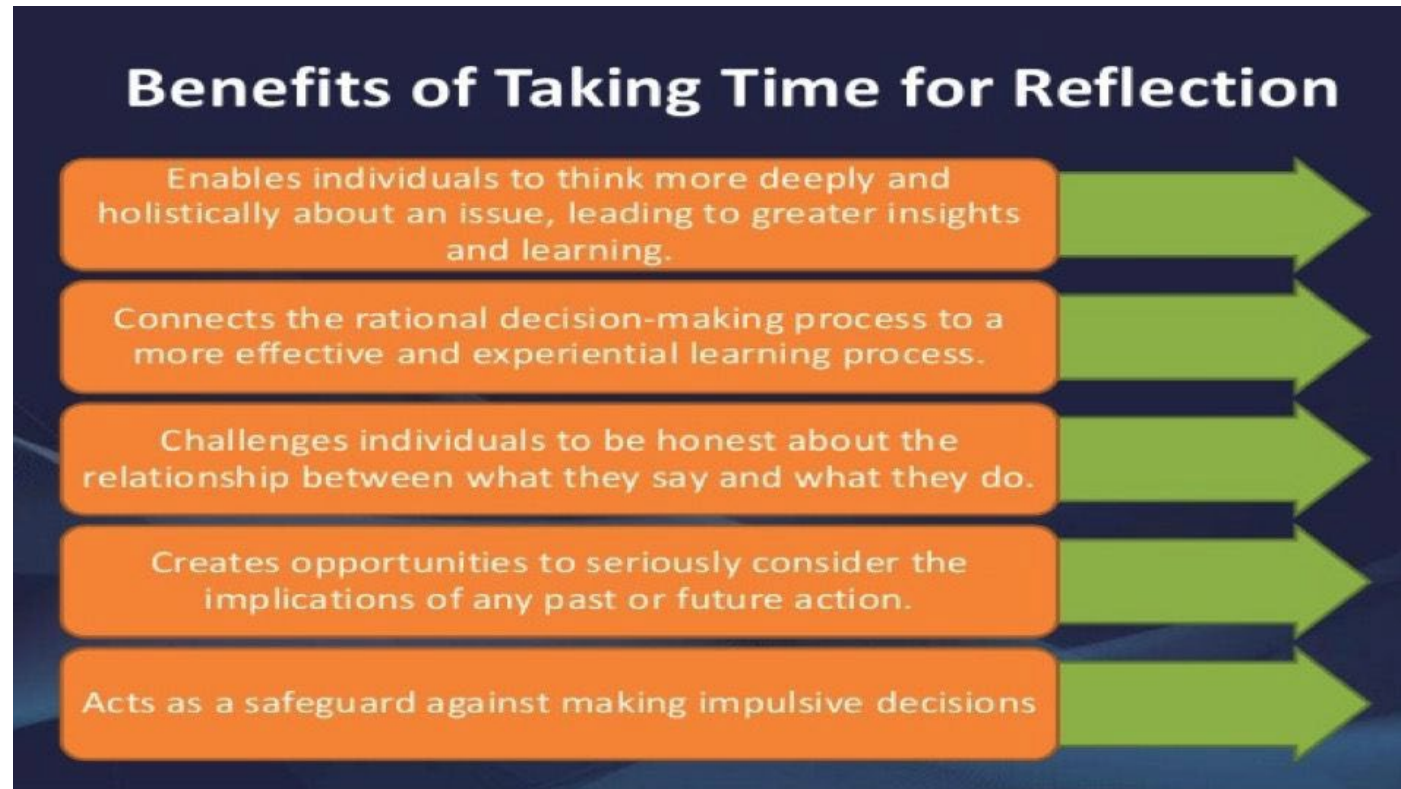 Benefits of Taking Time for Reflection
Enables individuals to think more deeply and
holistically about an issue, leading to greater insights
and learning.
Connects the rational decision-making process to a
more effective and experiential learning process.
Challenges individuals to be honest about the
relationship between what they say and what they do.
Creates opportunities to seriously consider the
implications of any past or future action.
Acts as a safeguard against making impulsive decisions